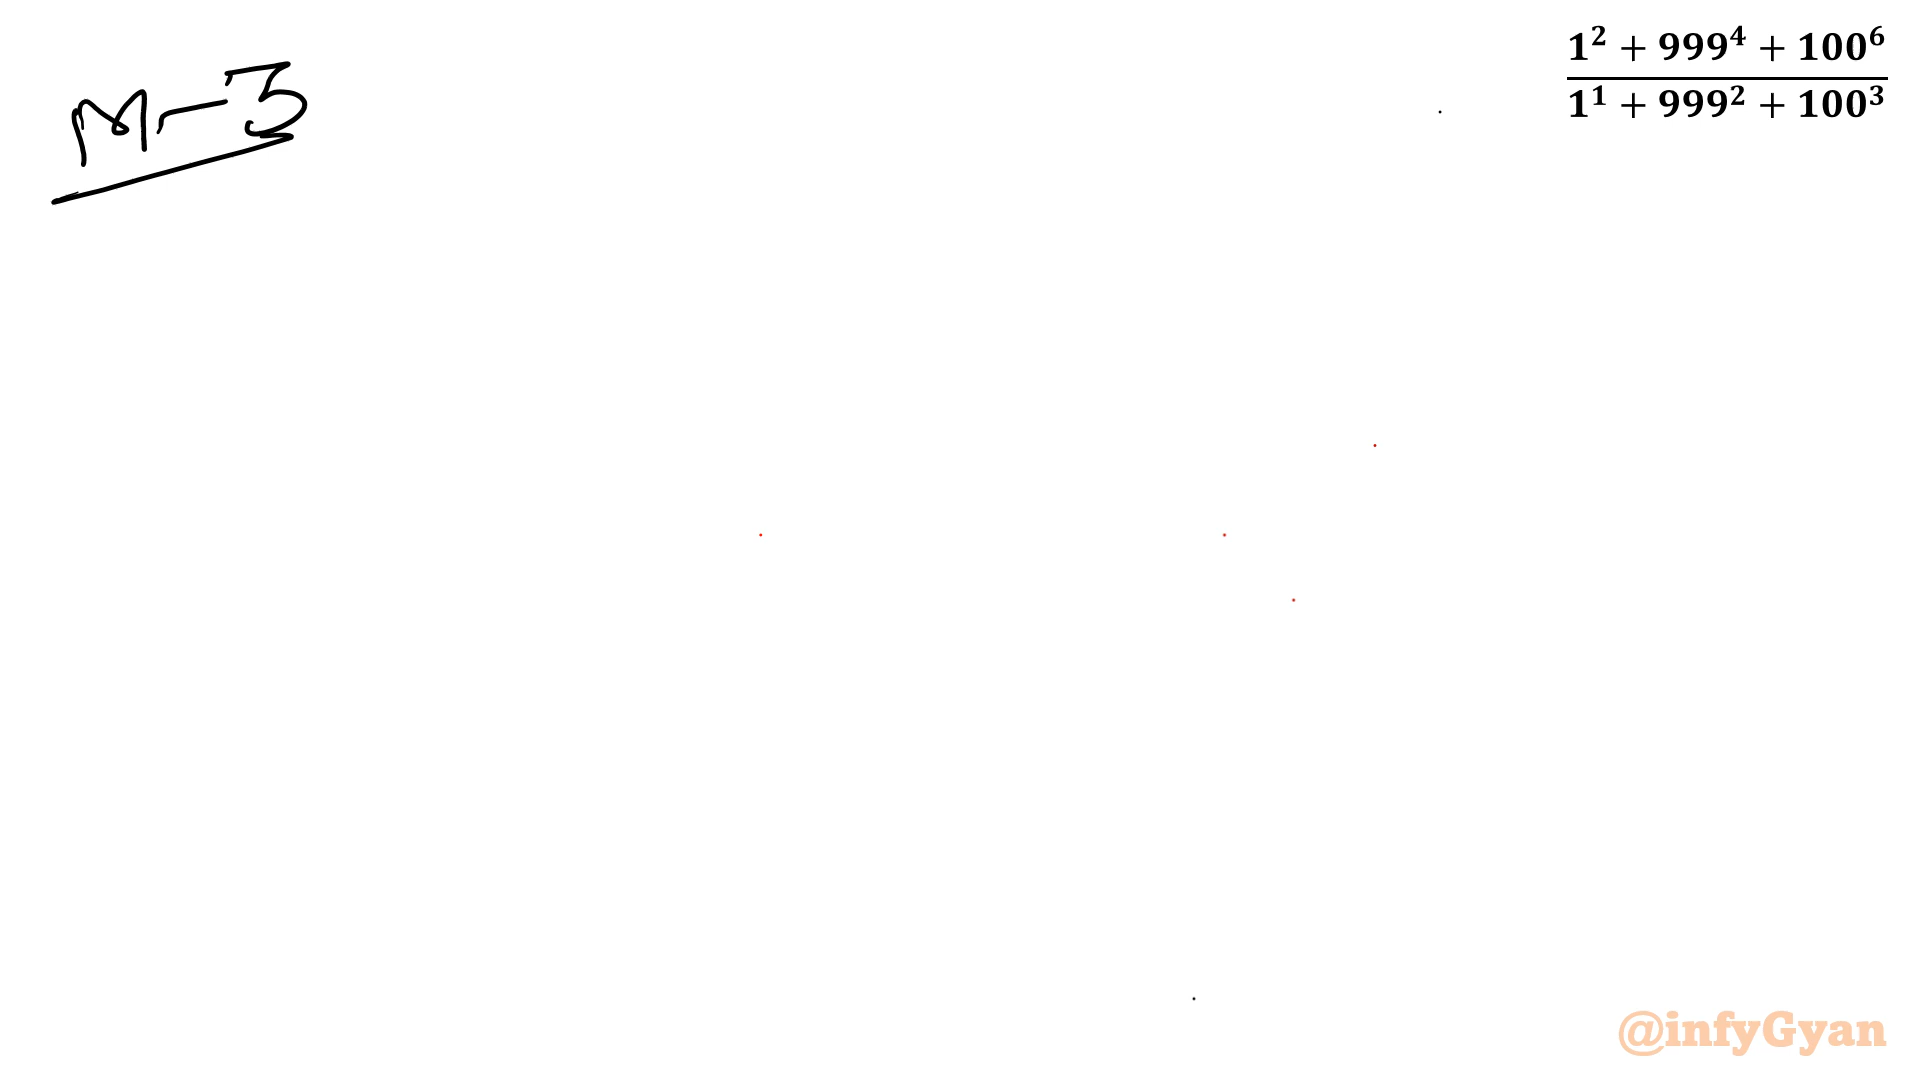 M-3
1² + 999⁴ + 100⁶
1¹ + 999² + 100³
@infyGyan